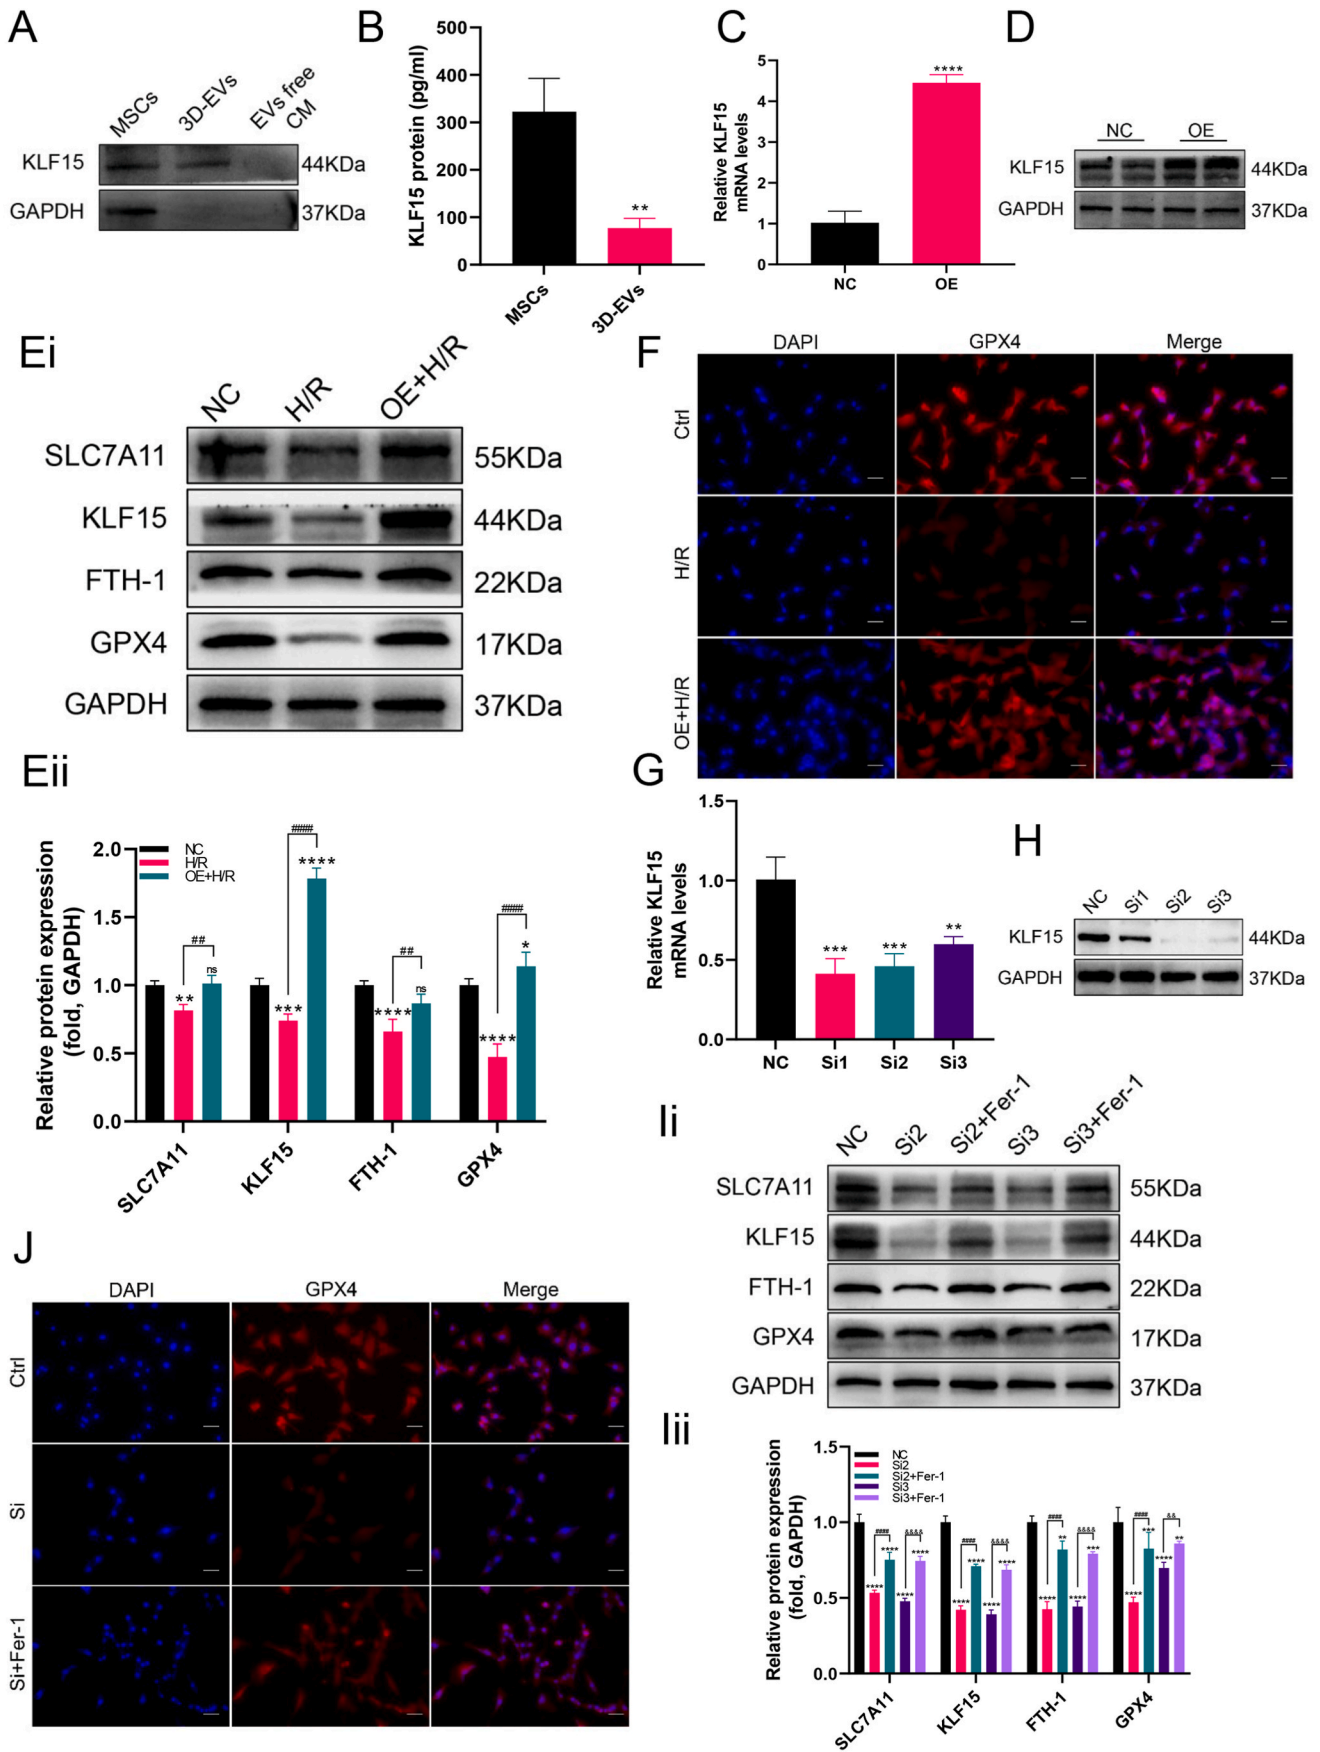 A
MSCs
3D-EVs
EVs free
CM
KLF15
44KDa
GAPDH
37KDa
B
KLF15 protein (pg/ml)
500
400
300
200
100
0
**
MSCs
3D-EVs
C
Relative KLF15
mRNA levels
5
4
3
2
1
0
****
NC
OE
D
NC
OE
KLF15
44KDa
GAPDH
37KDa
Ei
NC
H/R
OE+H/R
SLC7A11
55KDa
KLF15
44KDa
FTH-1
22KDa
GPX4
17KDa
GAPDH
37KDa
F
DAPI
GPX4
Merge
Ctrl
H/R
OE+H/R
Eii
Relative protein expression
(fold, GAPDH)
2.0
1.5
1.0
0.5
0.0
NC
H/R
OE+H/R
##
**
ns
####
***
****
##
****
ns
####
****
*
SLC7A11
KLF15
FTH-1
GPX4
G
Relative KLF15
mRNA levels
1.5
1.0
0.5
0.0
***
***
**
NC
Si1
Si2
Si3
H
NC
Si1
Si2
Si3
KLF15
44KDa
GAPDH
37KDa
Ii
NC
Si2
Si2+Fer-1
Si3
Si3+Fer-1
SLC7A11
55KDa
KLF15
44KDa
FTH-1
22KDa
GPX4
17KDa
GAPDH
37KDa
J
DAPI
GPX4
Merge
Ctrl
Si
Si+Fer-1
Iii
Relative protein expression
(fold, GAPDH)
1.5
1.0
0.5
0.0
NC
Si2
Si2+Fer-1
Si3
Si3+Fer-1
####
&&&&
****
****
****
****
####
&&&&
****
****
****
****
####
&&&&
****
**
****
***
####
&&
****
***
****
**
SLC7A11
KLF15
FTH-1
GPX4